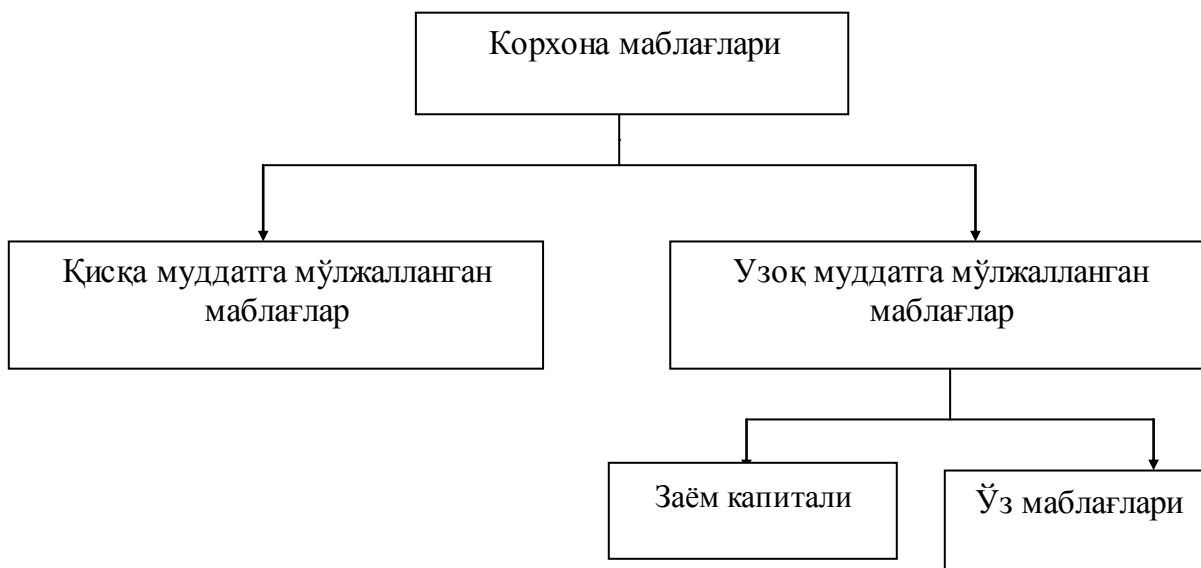 Корхона маблағлари
Қисқа муддатга мўлжалланган
маблағлар
Узоқ муддатга мўлжалланган
маблағлар
Заём капитали
Ўз маблағлари